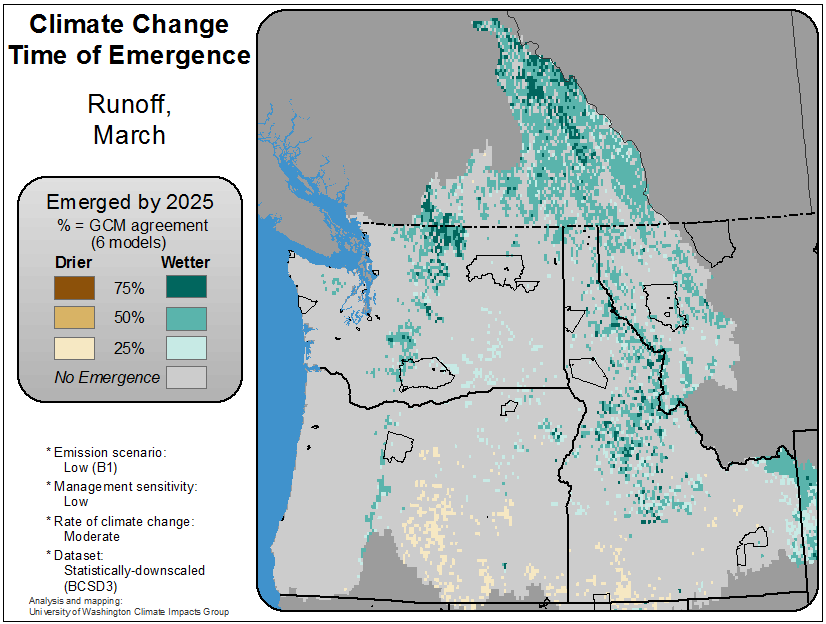 Climate Change
Time of Emergence
Runoff,
March
Emerged by 2025
% = GCM agreement
(6 models)
Drier Wetter
75%
50%
25%
No Emergence
* Emission scenario:
Low (B1)
* Management sensitivity:
Low
* Rate of climate change:
Moderate
* Dataset:
Statistically-downscaled
(BCSD3)
Analysis and mapping:
University of Washington Climate Impacts Group